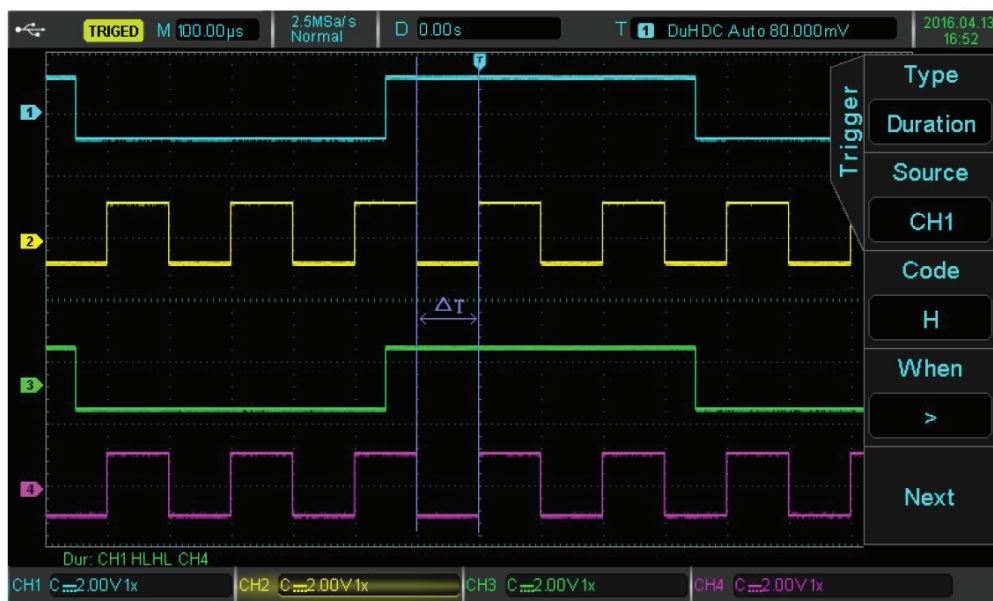 TRIGED M 100.00µs 2.5MSa/s D 0.00s T 1 DuHDC Auto 80.000mV 2016.04.13
Normal 16:52
T
1
2
ΔT
3
4
Trigger
Type
Duration
Source
CH1
Code
H
When
>
Next
Dur: CH1 HLHL CH4
CH1 C 2.00V 1x CH2 C 2.00V 1x CH3 C 2.00V 1x CH4 C 2.00V 1x